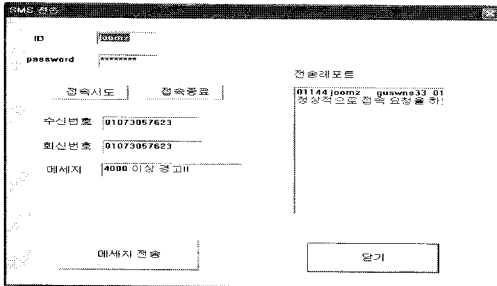 SMS 전송
ID joomz
password ********
접속시도 접속종료
수신번호 01073057623
회신번호 01073057623
메세지 4000 이상 경고!!
메세지 전송
전송레포트
01144joomz guswns33 01
정상적으로 접속 요청을 하
닫기